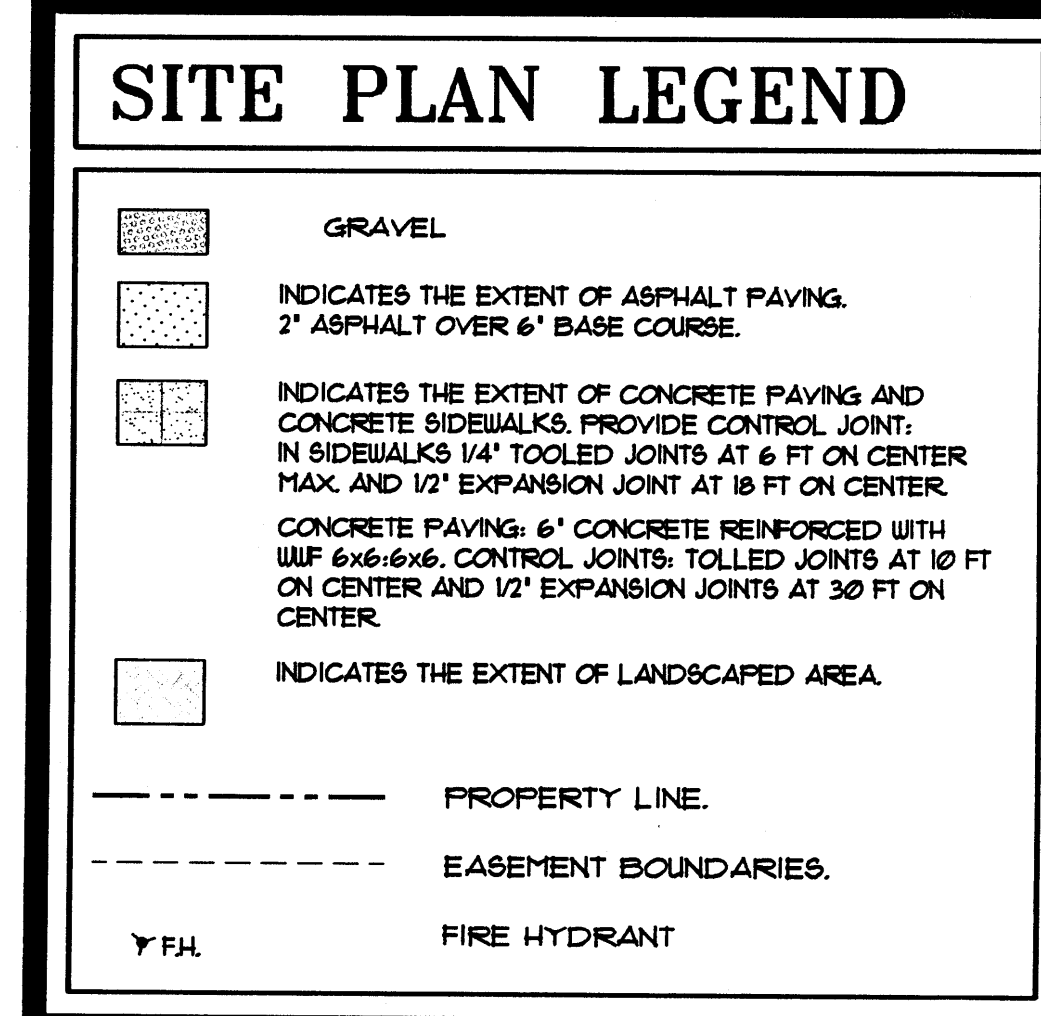 SITE PLAN LEGEND
GRAVEL
INDICATES THE EXTENT OF ASPHALT PAVING.
2" ASPHALT OVER 6" BASE COURSE.
INDICATES THE EXTENT OF CONCRETE PAVING AND
CONCRETE SIDEWALKS. PROVIDE CONTROL JOINT:
IN SIDEWALKS 1/4" TOOLED JOINTS AT 6 FT ON CENTER
MAX. AND 1/2" EXPANSION JOINT AT 18 FT ON CENTER
CONCRETE PAVING: 6" CONCRETE REINFORCED WITH
WWF 6x6:6x6. CONTROL JOINTS: TOLLED JOINTS AT 10 FT
ON CENTER AND 1/2" EXPANSION JOINTS AT 30 FT ON
CENTER
INDICATES THE EXTENT OF LANDSCAPED AREA.
PROPERTY LINE.
EASEMENT BOUNDARIES.
F.H. FIRE HYDRANT